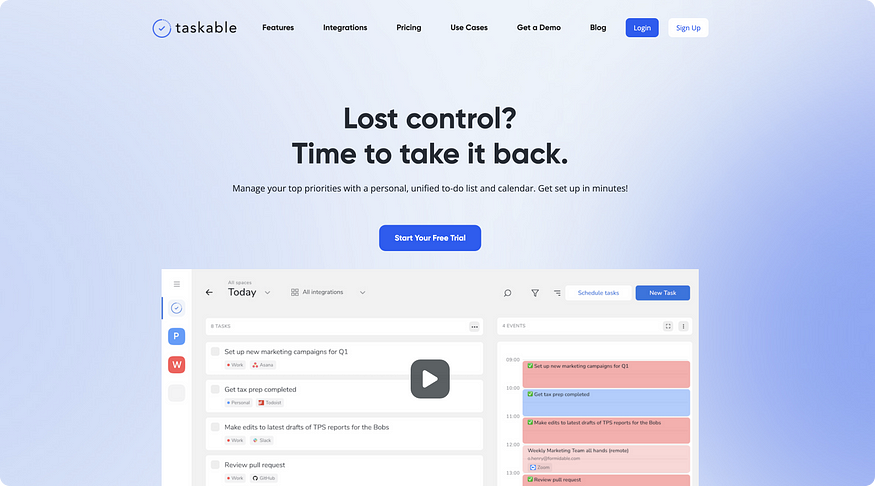 taskable
Features
Integrations
Pricing
Use Cases
Get a Demo
Blog
Login
Sign Up
Lost control?
Time to take it back.
Manage your top priorities with a personal, unified to-do list and calendar. Get set up in minutes!
Start Your Free Trial
All spaces
Today
All integrations
Schedule tasks
New Task
P
W
8 TASKS
Set up new marketing campaigns for Q1
Work
Asana
Get tax prep completed
Personal
Todoist
Make edits to latest drafts of TPS reports for the Bobs
Work
Slack
Review pull request
Work
GitHub
4 EVENTS
09:00
Set up new marketing campaigns for Q1
10:00
Get tax prep completed
11:00
Make edits to latest drafts of TPS reports for the Bobs
12:00
Weekly Marketing Team all hands (remote)
Zoom
13:00
Review pull request